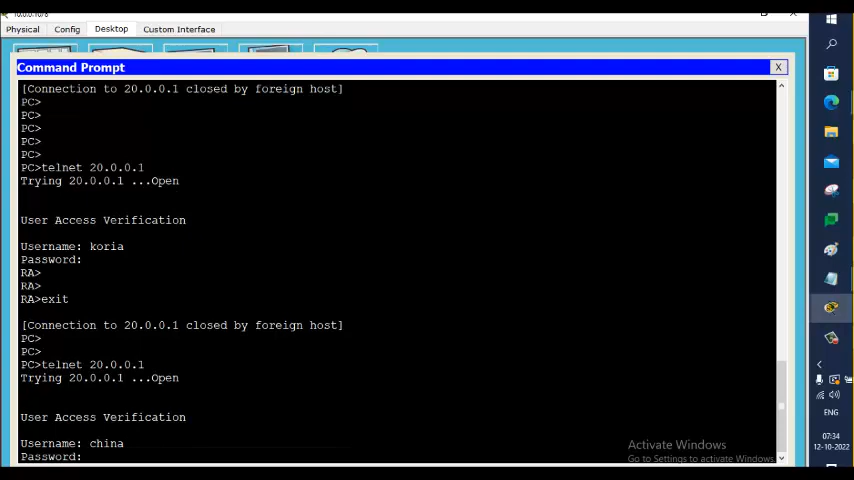 Physical Config Desktop Custom Interface
Command Prompt X
[Connection to 20.0.0.1 closed by foreign host]
PC>
PC>
PC>
PC>
PC>
PC>telnet 20.0.0.1
Trying 20.0.0.1 ...Open
User Access Verification
Username: koria
Password:
RA>
RA>
RA>exit
[Connection to 20.0.0.1 closed by foreign host]
PC>
PC>
PC>telnet 20.0.0.1
Trying 20.0.0.1 ...Open
User Access Verification
Username: china
Password:
Activate Windows
Go to Settings to activate Windows.
ENG
07:34
12-10-2022